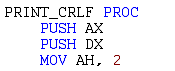 PRINT_CRLF PROC
PUSH AX
PUSH DX
MOV AH, 2